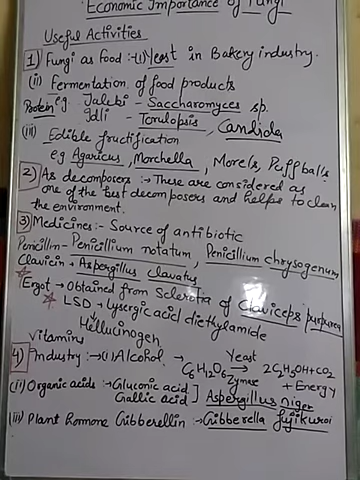 Economic Importance of Fungi
Useful Activities
1) Fungi as Food :- (i) Yeast in Bakery industry.
(ii) Fermentation of food products
Protein e.g. Jalebi - Saccharomyces sp.
Idli - Torulopsis, Candida
(iii) Edible fructification
e.g Agaricus, Morchella, Morels, Puffballs
2) As decomposers :→ These are considered as
one of the best decomposers and helps to clean
the environment.
3) Medicines :- Source of antibiotic
Penicillin - Penicillium notatum, Penicillium chrysogenum
Clavicin → Aspergillus Clavatus
Ergot → Obtained from Sclerotia of Claviceps purpurea
LSD → lysergic acid diethylamide
Hellucinogen
Vitamins
4) Industry :→ (i) Alcohol →
C6H12O6 Yeast Zymase → 2C2H5OH + CO2
+ Energy
(ii) Organic acids :- Gluconic acid
Gallic acid ] Aspergillus niger
(iii) Plant hormone Gibberellin :→ Gibberella fujikuroi